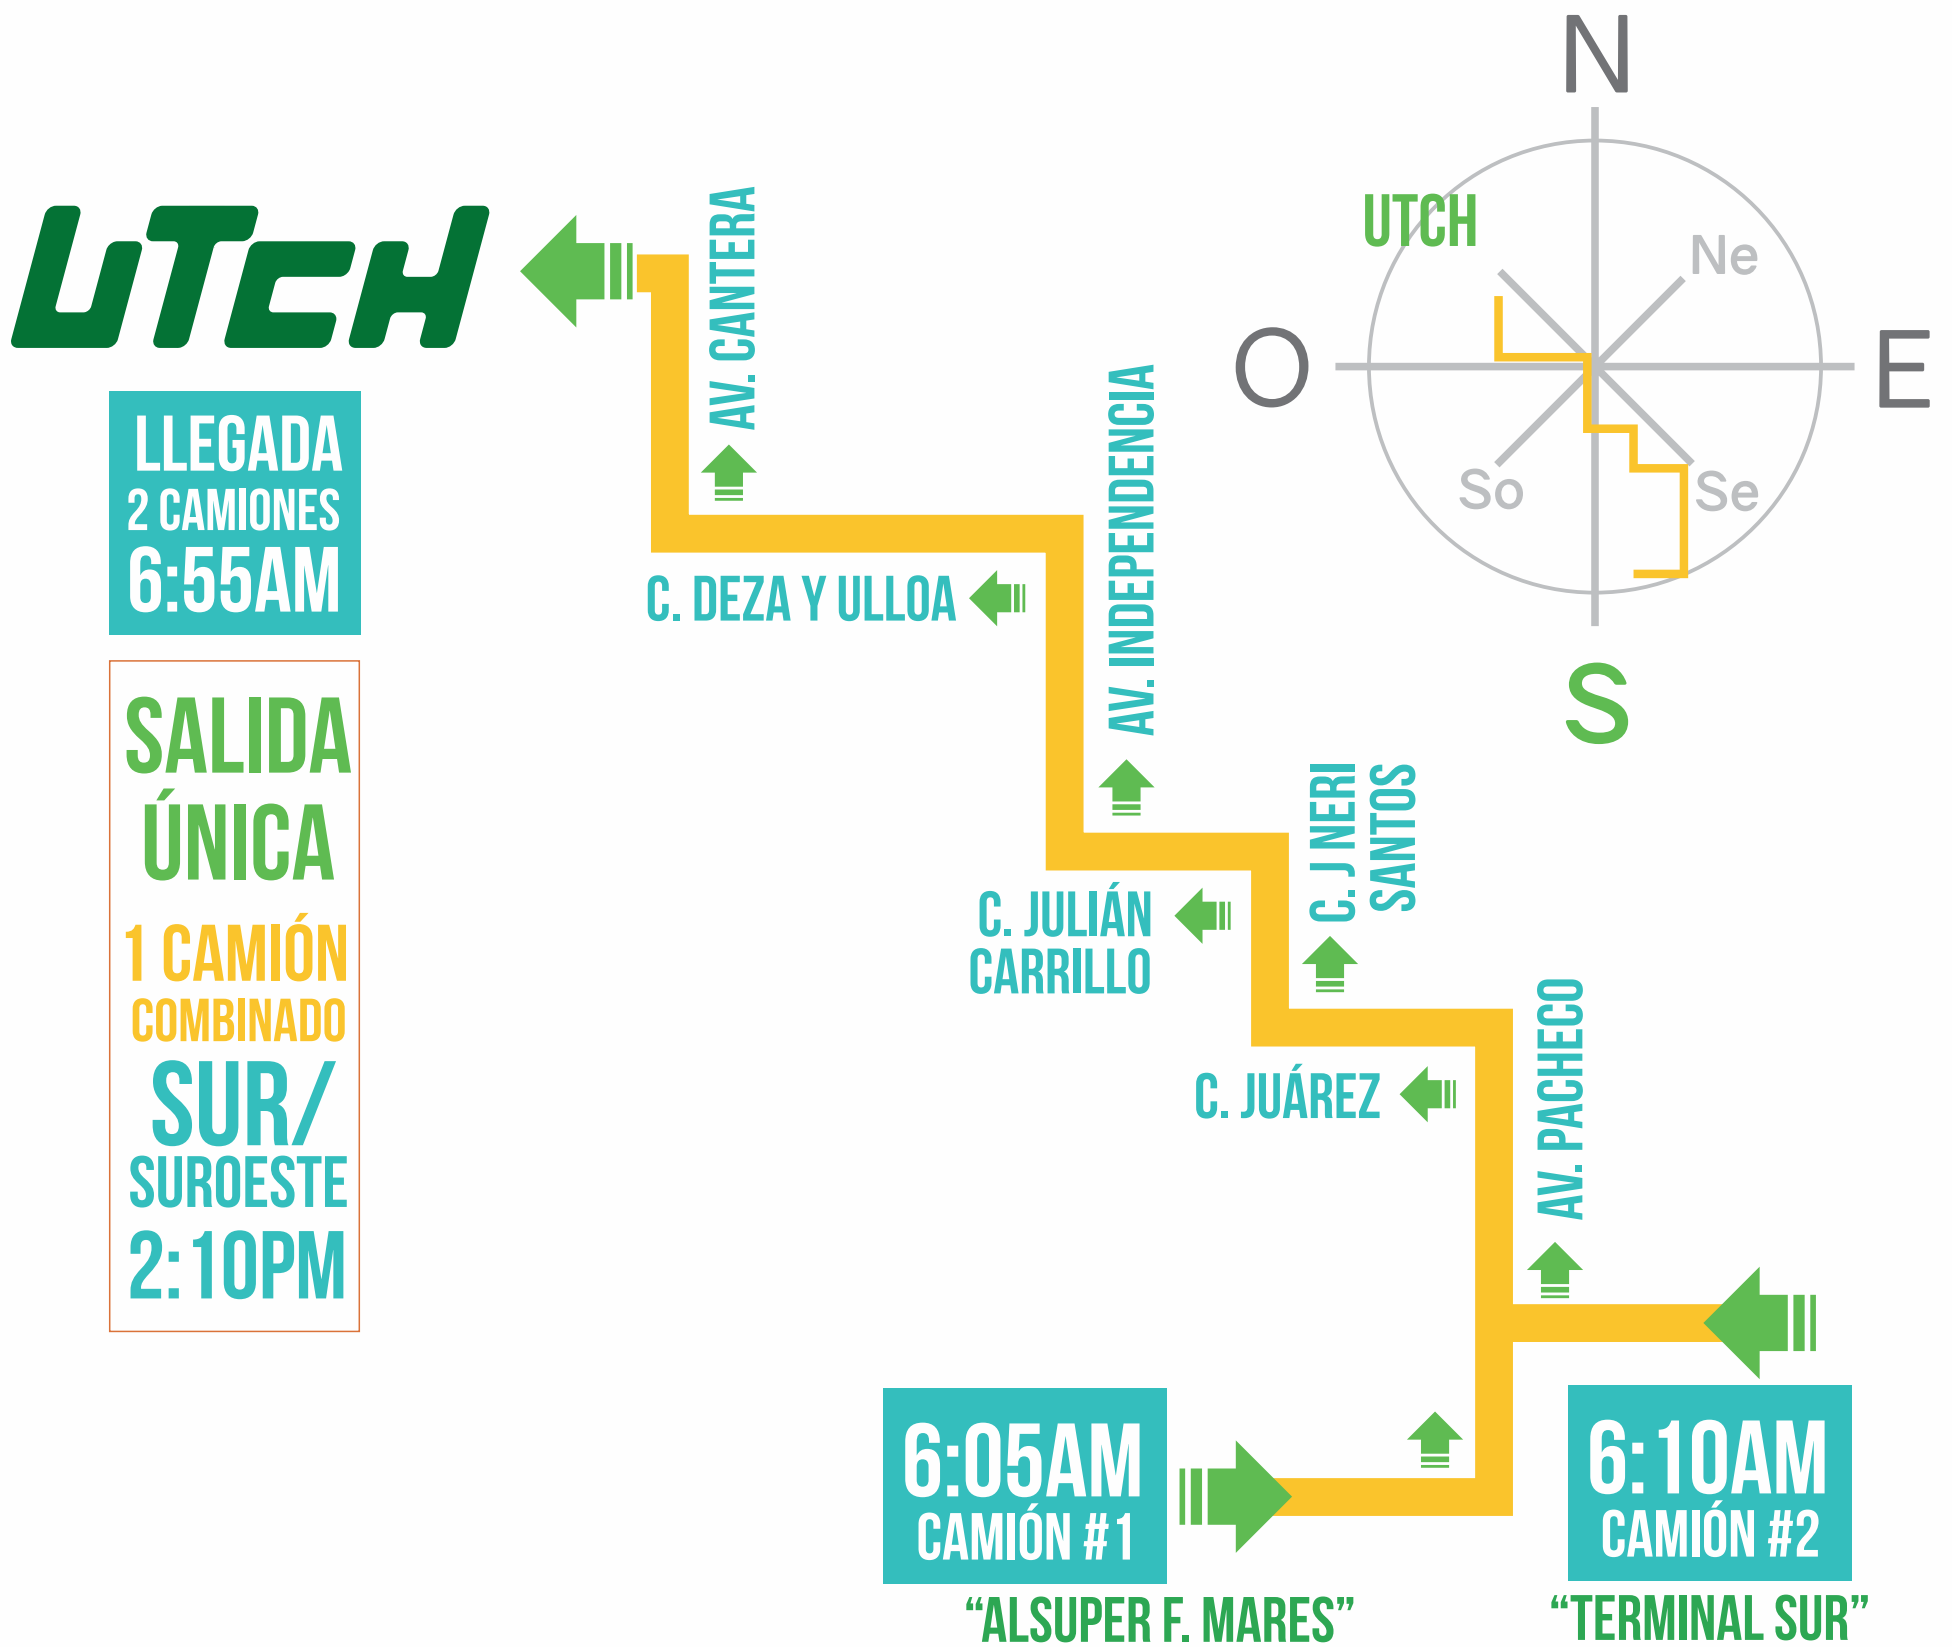 N
UTCH
Ne
O
E
So
Se
S
UTCH
LLEGADA
2 CAMIONES
6:55AM
SALIDA
ÚNICA
1 CAMIÓN
COMBINADO
SUR/
SUROESTE
2:10PM
AV. CANTERA
C. DEZA Y ULLOA
AV. INDEPENDENCIA
C. JULIÁN
CARRILLO
C. J NERI
SANTOS
C. JUÁREZ
AV. PACHECO
6:05AM
CAMIÓN #1
“ALSUPER F. MARES”
6:10AM
CAMIÓN #2
“TERMINAL SUR”